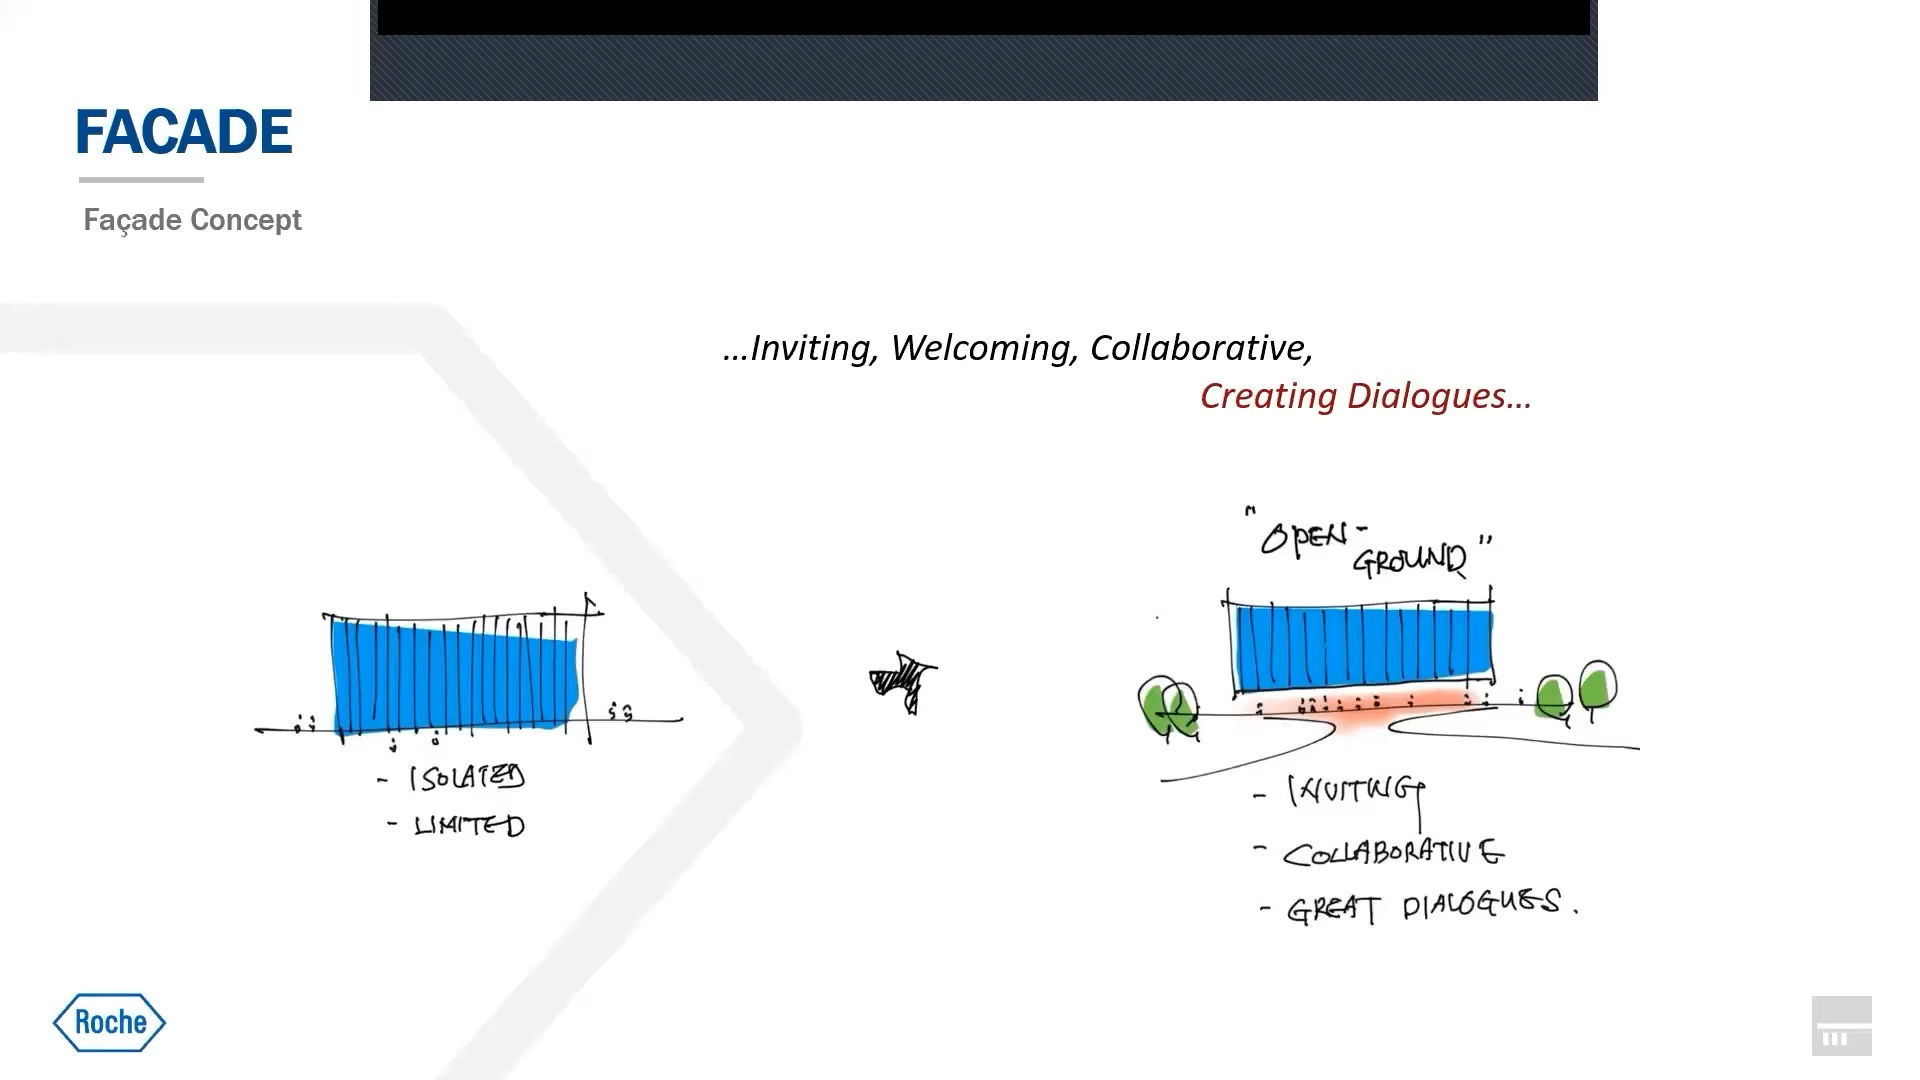 FACADE
Façade Concept
…Inviting, Welcoming, Collaborative,
Creating Dialogues…
"OPEN-
GROUND"
- ISOLATED
- LIMITED
- INVITING
- COLLABORATIVE
- GREAT DIALOGUES.
Roche